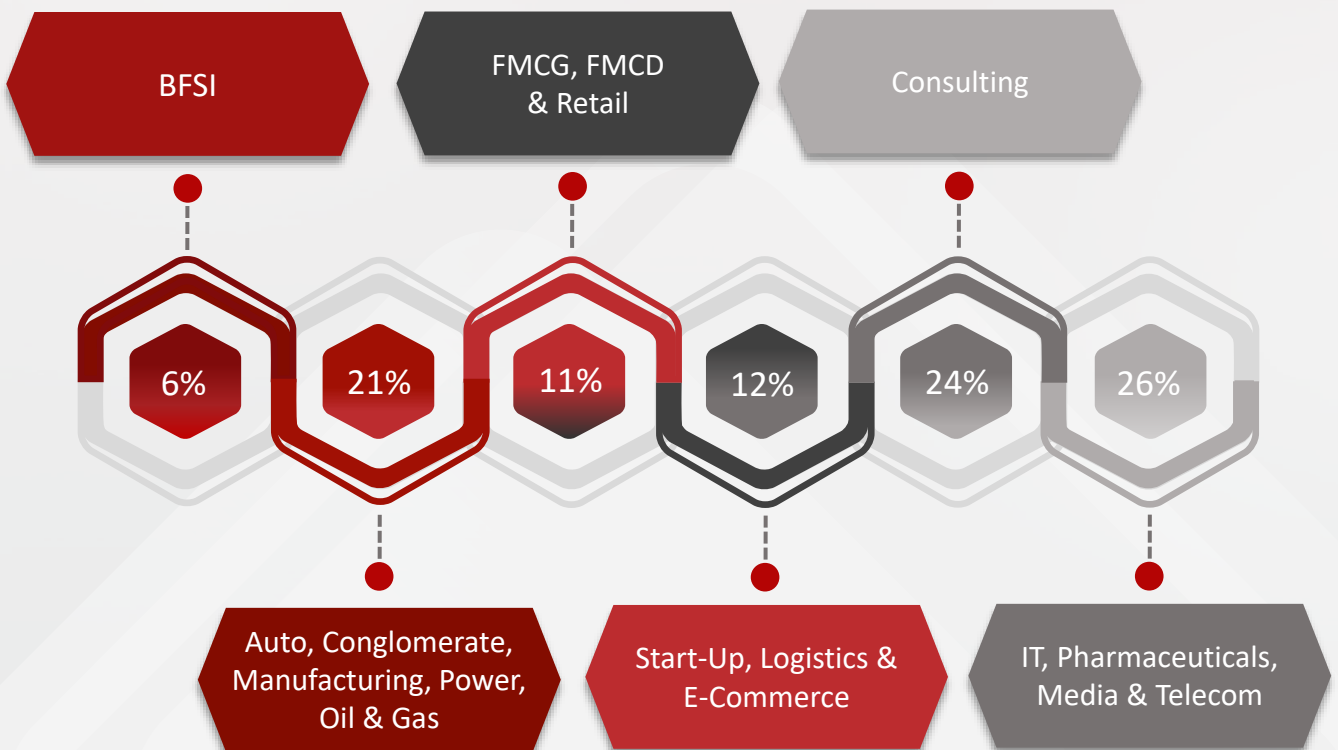 BFSI
FMCG, FMCD
& Retail
Consulting
6%
21%
11%
12%
24%
26%
Auto, Conglomerate,
Manufacturing, Power,
Oil & Gas
Start-Up, Logistics &
E-Commerce
IT, Pharmaceuticals,
Media & Telecom